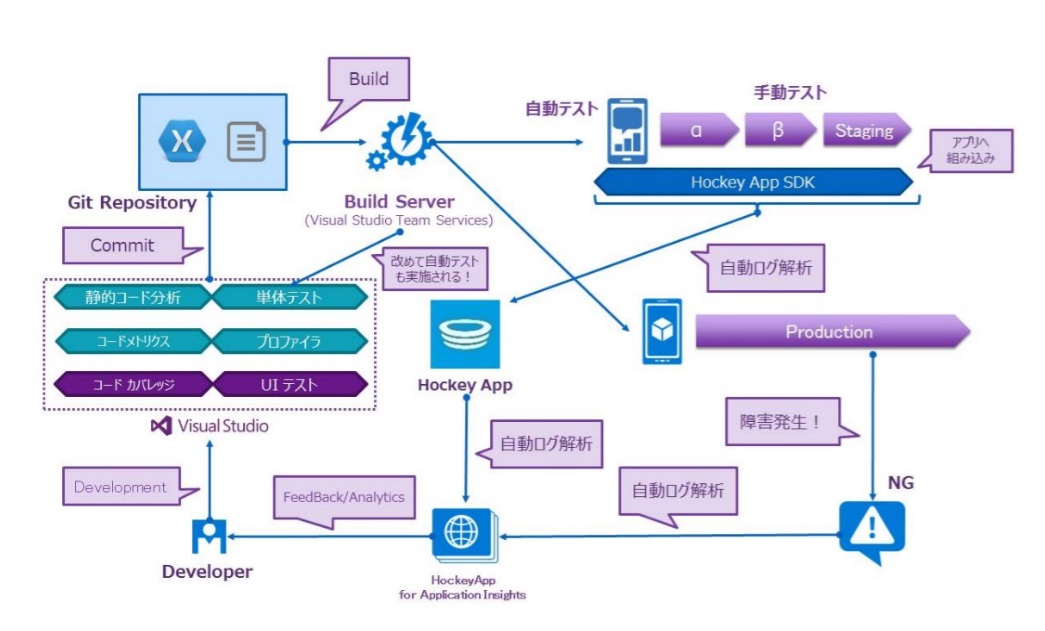 Build
自動テスト
手動テスト
α
β
Staging
アプリへ
組み込み
Hockey App SDK
Git Repository
Build Server
(Visual Studio Team Services)
Commit
改めて自動テスト
も実施される！
自動ログ解析
静的コード分析
単体テスト
コードメトリクス
プロファイラ
コード カバレッジ
UI テスト
Visual Studio
Hockey App
Production
自動ログ解析
障害発生！
Development
FeedBack/Analytics
自動ログ解析
NG
Developer
HockeyApp
for Application Insights